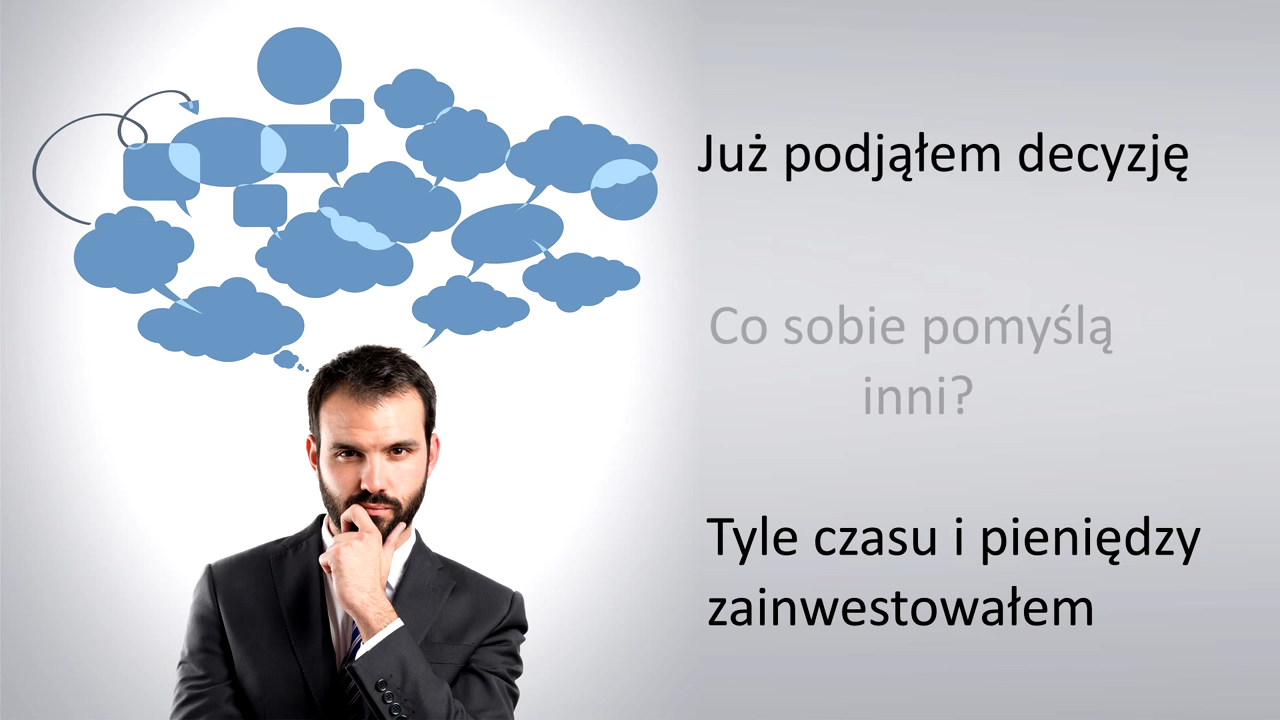 Już podjąłem decyzję
Co sobie pomyślą
inni?
Tyle czasu i pieniędzy
zainwestowałem